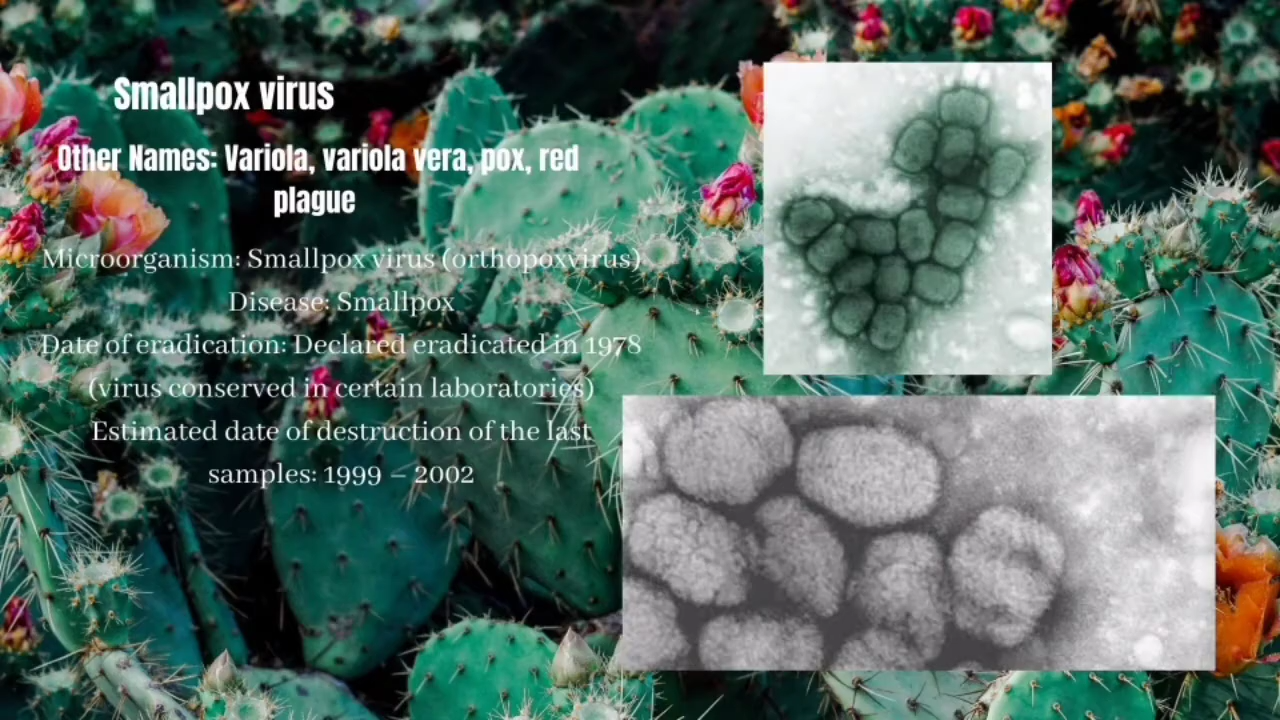 Smallpox virus
Other Names: Variola, variola vera, pox, red
plague
Microorganism: Smallpox virus (orthopoxvirus)
Disease: Smallpox
Date of eradication: Declared eradicated in 1978
(virus conserved in certain laboratories)
Estimated date of destruction of the last
samples: 1999 – 2002